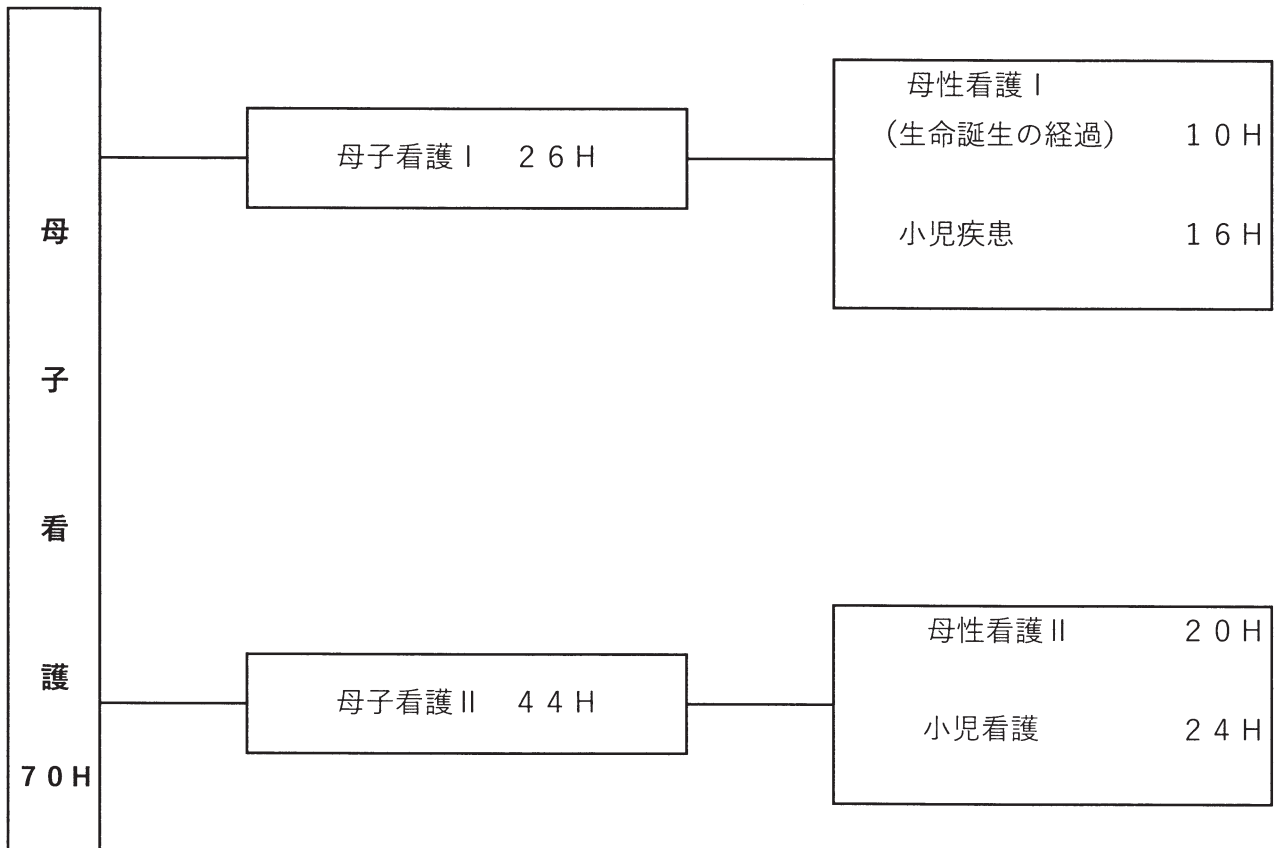 母子看護
７０H
母子看護Ⅰ　２６H
母性看護Ⅰ
（生命誕生の経過）　１０H
小児疾患　１６H
母子看護Ⅱ　４４H
母性看護Ⅱ　２０H
小児看護　２４H